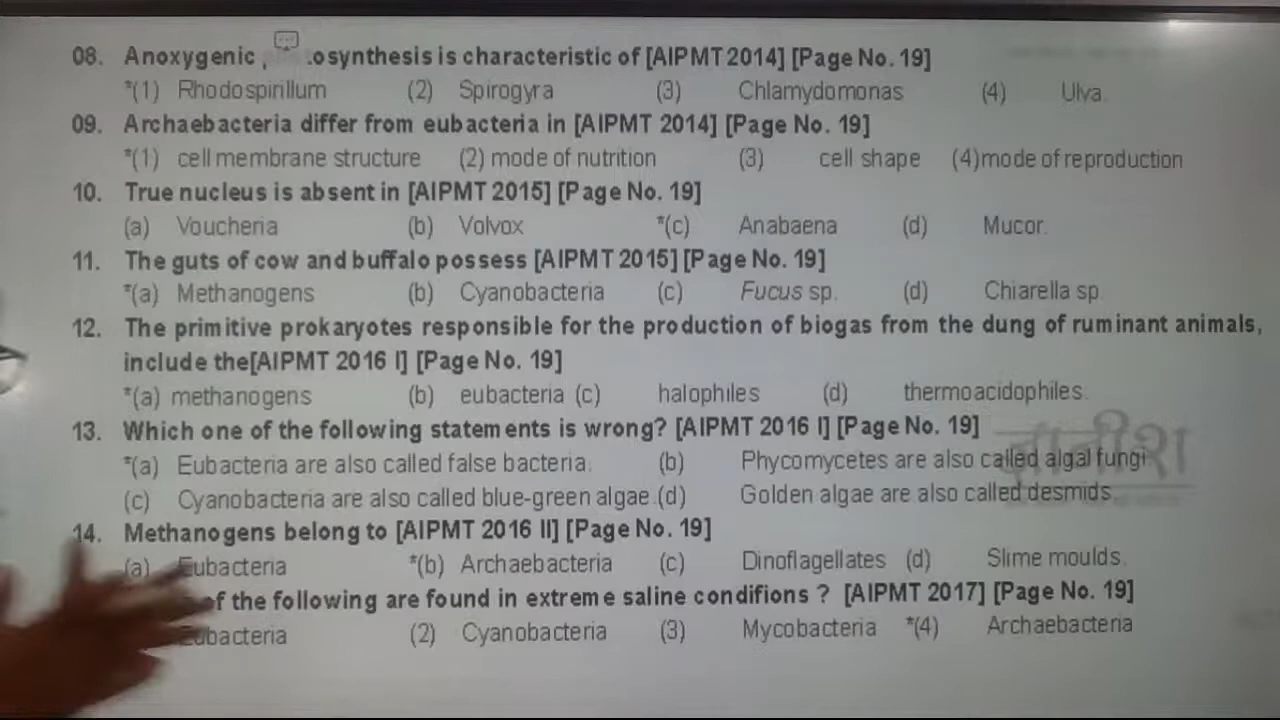 08. Anoxygenic osynthesis is characteristic of [AIPMT 2014] [Page No. 19]
*(1) Rhodospirillum (2) Spirogyra (3) Chlamydomonas (4) Ulva.
09. Archaebacteria differ from eubacteria in [AIPMT 2014] [Page No. 19]
*(1) cell membrane structure (2) mode of nutrition (3) cell shape (4)mode of reproduction
10. True nucleus is absent in [AIPMT 2015] [Page No. 19]
(a) Voucheria (b) Volvox *(c) Anabaena (d) Mucor.
11. The guts of cow and buffalo possess [AIPMT 2015] [Page No. 19]
*(a) Methanogens (b) Cyanobacteria (c) Fucus sp. (d) Chiarella sp.
12. The primitive prokaryotes responsible for the production of biogas from the dung of ruminant animals,
include the[AIPMT 2016 I] [Page No. 19]
*(a) methanogens (b) eubacteria (c) halophiles (d) thermoacidophiles.
13. Which one of the following statements is wrong? [AIPMT 2016 I] [Page No. 19]
*(a) Eubacteria are also called false bacteria. (b) Phycomycetes are also called algal fungi.
(c) Cyanobacteria are also called blue-green algae. (d) Golden algae are also called desmids.
14. Methanogens belong to [AIPMT 2016 II] [Page No. 19]
(a) Eubacteria *(b) Archaebacteria (c) Dinoflagellates (d) Slime moulds.
of the following are found in extreme saline condifions ? [AIPMT 2017] [Page No. 19]
Eubacteria (2) Cyanobacteria (3) Mycobacteria *(4) Archaebacteria